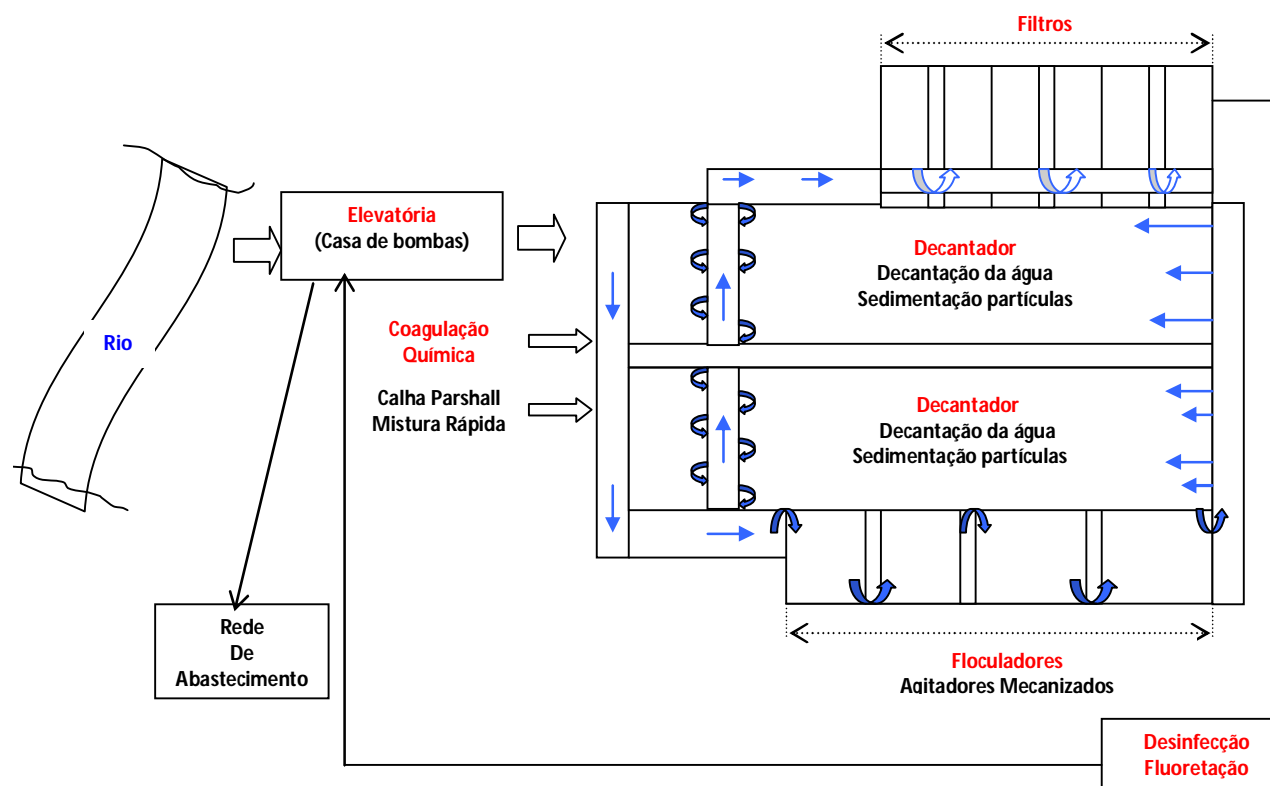 Filtros
Elevatória
(Casa de bombas)
Decantador
Decantação da água
Sedimentação partículas
Coagulação
Química
Rio
Calha Parshall
Mistura Rápida
Decantador
Decantação da água
Sedimentação partículas
Rede
De
Abastecimento
Floculadores
Agitadores Mecanizados
Desinfecção
Fluoretação